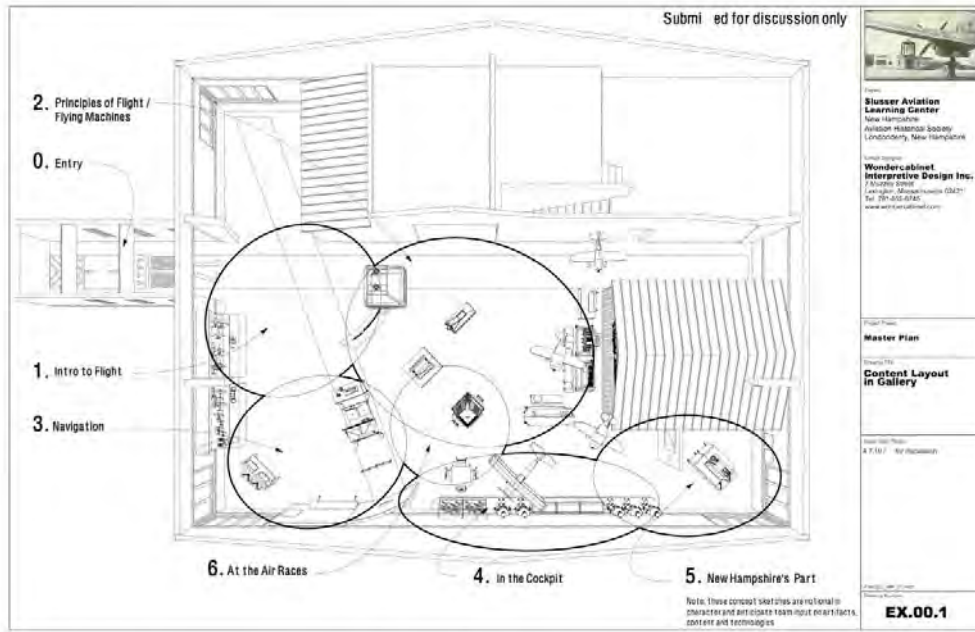 Submi ed for discussion only
2. Principles of Flight /
Flying Machines
0. Entry
1. Intro to Flight
3. Navigation
6. At the Air Races
4. In the Cockpit
5. New Hampshire's Part
Note: these concept sketches are notional in
character and anticipate team input on artifacts,
content and technologies
Slusser Aviation
Learning Center
New Hampshire
Aviation Historical Society
Londonderry, New Hampshire
Wondercabinet
Interpretive Design Inc.
Master Plan
Content Layout
in Gallery
for discussion
EX.00.1